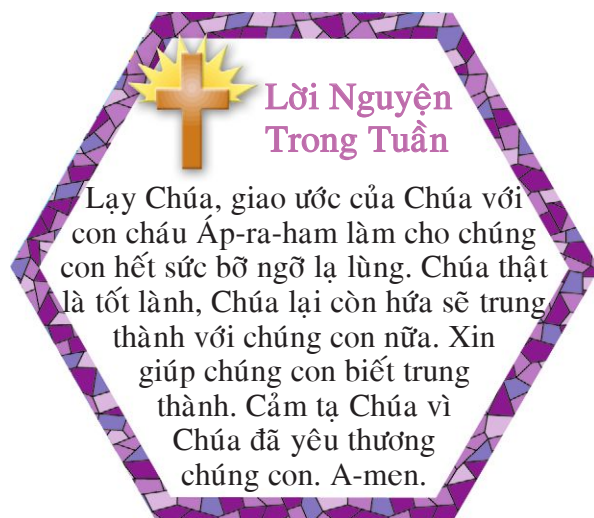 Lời Nguyện
Trong Tuần
Lạy Chúa, giao ước của Chúa với
con cháu Áp-ra-ham làm cho chúng
con hết sức bỡ ngỡ lạ lùng. Chúa thật
là tốt lành, Chúa lại còn hứa sẽ trung
thành với chúng con nữa. Xin
giúp chúng con biết trung
thành. Cảm tạ Chúa vì
Chúa đã yêu thương
chúng con. A-men.